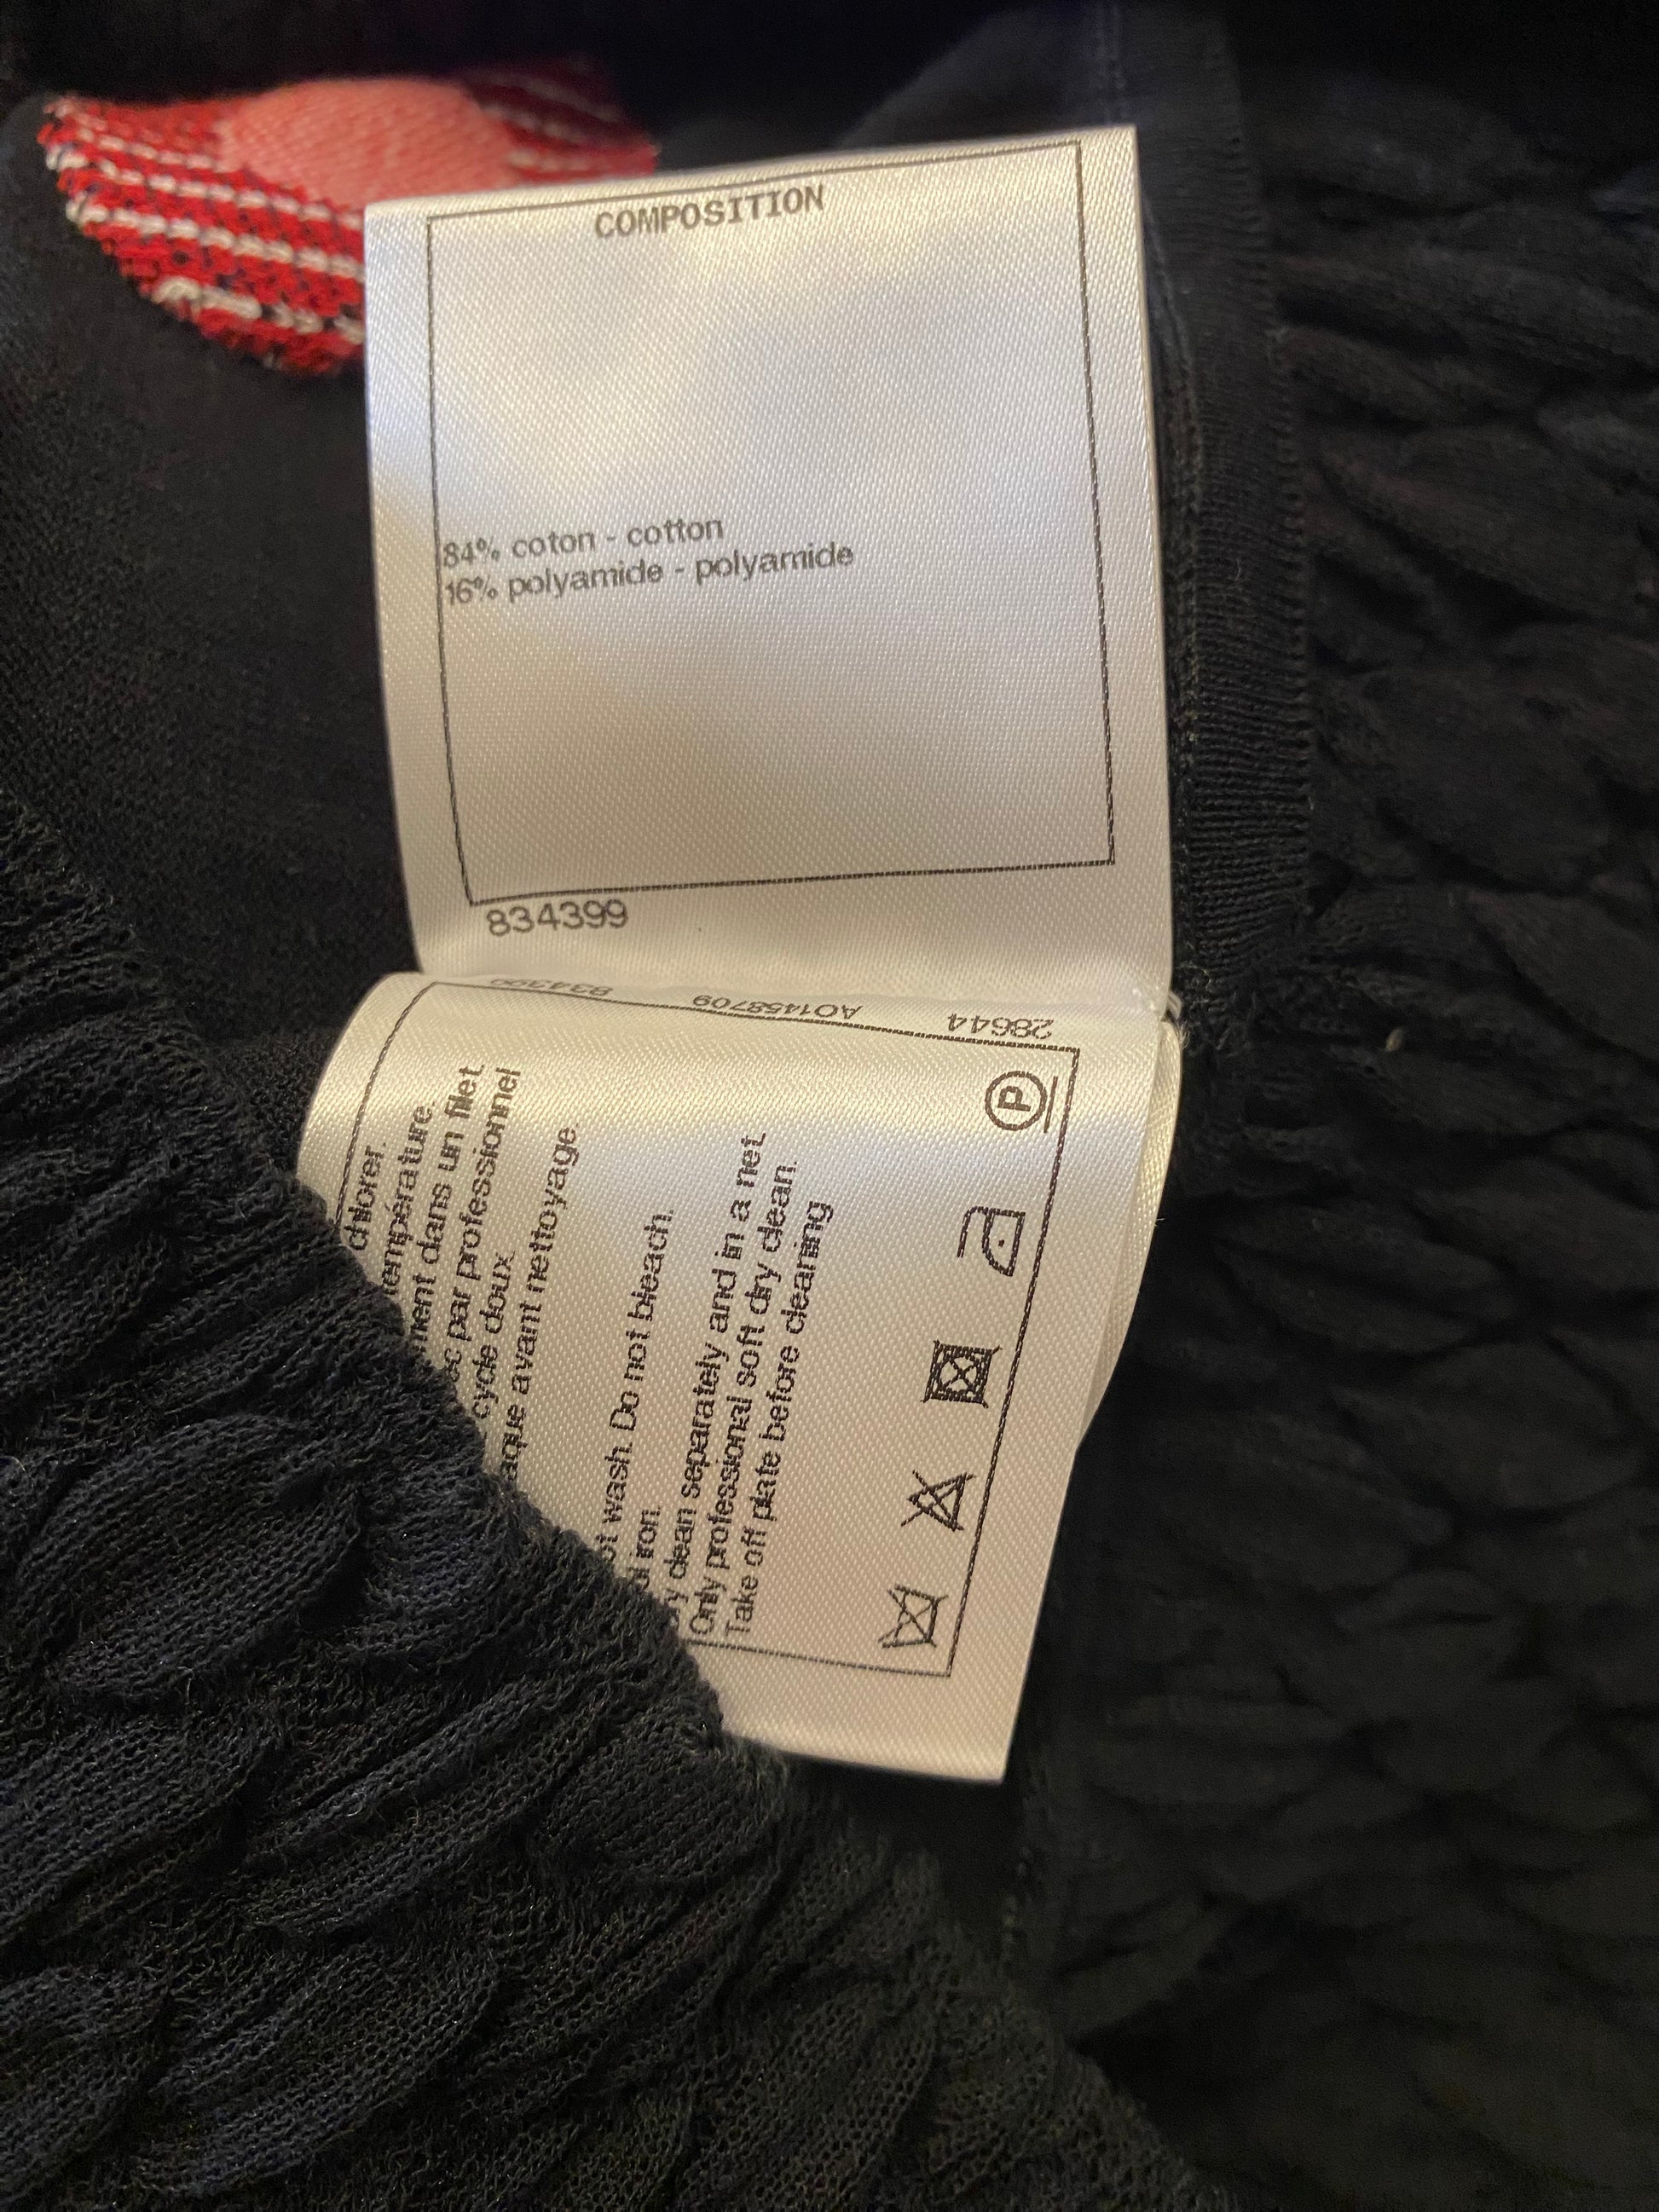 COMPOSITION
84% coton - cotton
16% polyamide - polyamide
834399
834399 A01458709 28644
chlorer.
température.
dans un filet
par professionnel
cycle doux.
avant nettoyage.
wash. Do not bleach.
iron.
clean separately and in a net.
Only professional soft dry clean.
Take off plate before cleaning
P